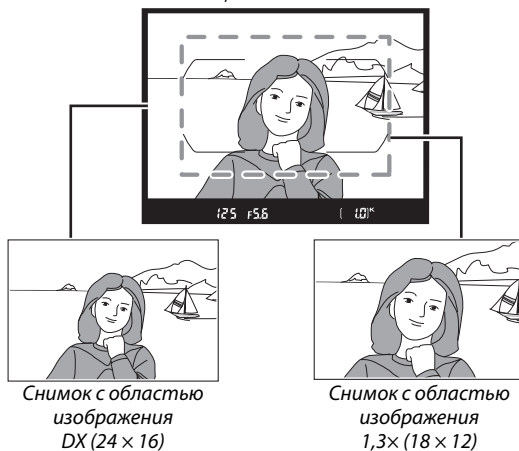 125 F5.6 ( 1.0)K
Снимок с областью
изображения
DX (24 × 16)
Снимок с областью
изображения
1,3× (18 × 12)